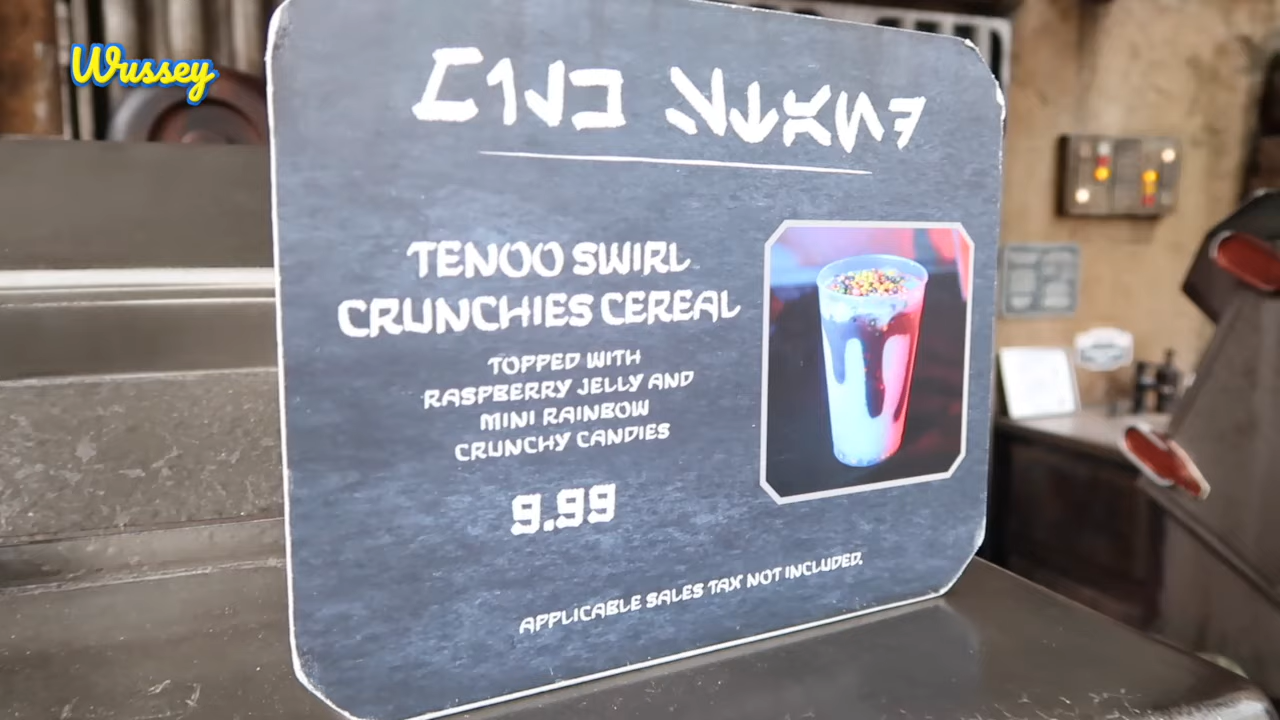 Wussey
TENOO SWIRL
CRUNCHIES CEREAL
TOPPED WITH
RASPBERRY JELLY AND
MINI RAINBOW
CRUNCHY CANDIES
9.99
APPLICABLE SALES TAX NOT INCLUDED.